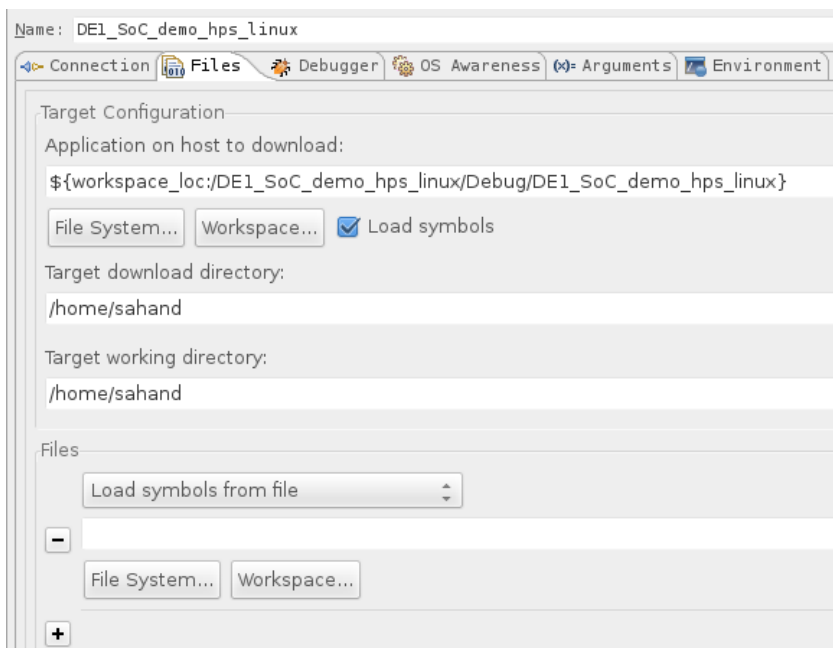 Name: DE1_SoC_demo_hps_linux
Connection Files Debugger OS Awareness (x)= Arguments Environment
Target Configuration
Application on host to download:
${workspace_loc:/DE1_SoC_demo_hps_linux/Debug/DE1_SoC_demo_hps_linux}
File System... Workspace... Load symbols
Target download directory:
/home/sahand
Target working directory:
/home/sahand
Files
Load symbols from file
File System... Workspace...